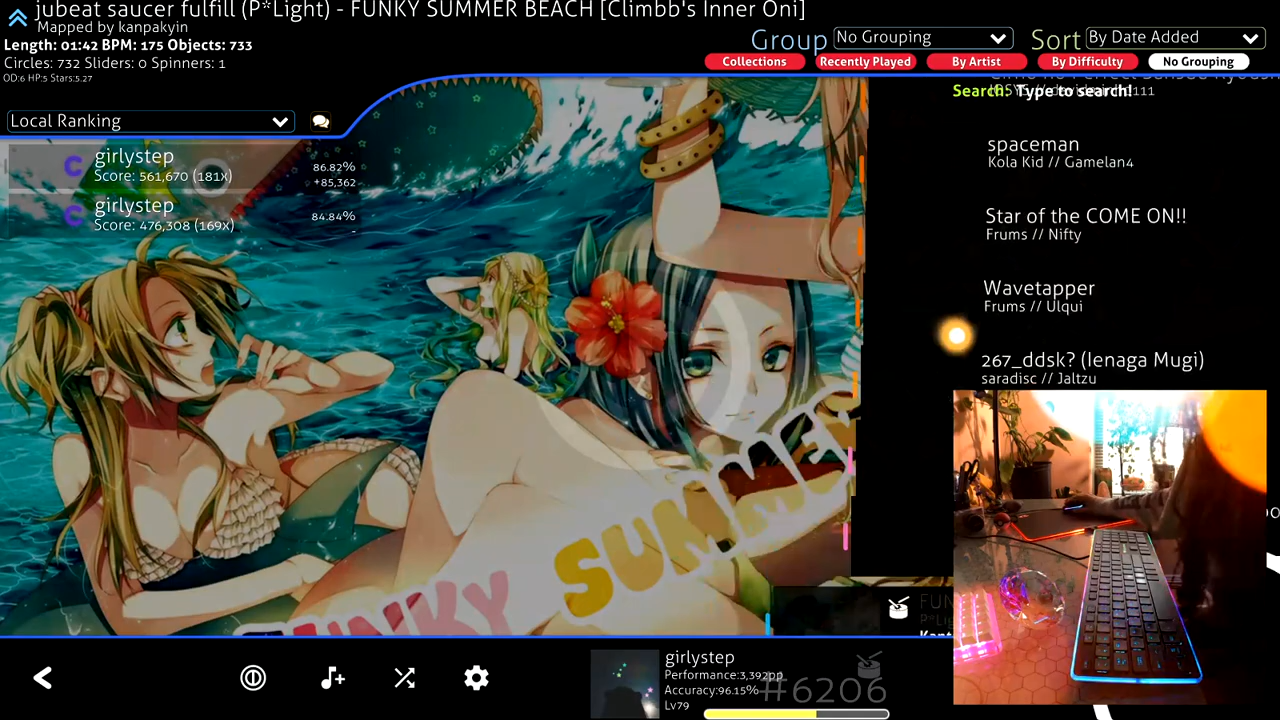 jubeat saucer fulfill (P*Light) - FUNKY SUMMER BEACH [Climbb's Inner Oni]
Mapped by kanpakyin
Length: 01:42 BPM: 175 Objects: 733
Circles: 732 Sliders: 0 Spinners: 1
OD:6 HP:5 Stars:5.27
Group No Grouping
Sort By Date Added
Collections
Recently Played
By Artist
By Difficulty
No Grouping
Search: Type to search!
Local Ranking
girlystep
Score: 561,670 (181x)
86.82%
+85,362
girlystep
Score: 476,308 (169x)
84.84%
-
spaceman
Kola Kid // Gamelan4
Star of the COME ON!!
Frums // Nifty
Wavetapper
Frums // Ulqui
267_ddsk? (Ienaga Mugi)
saradisc // Jaltzu
FUNKY SUMMER
FUN
P*Lig
Kant
girlystep
Performance:3,392pp
Accuracy:96.15%
Lv79
#6206